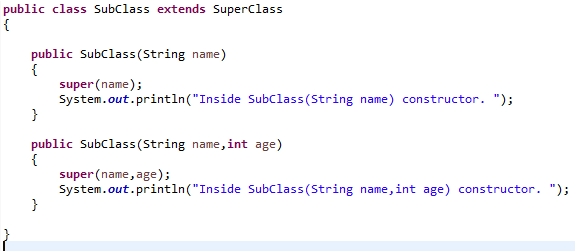 public class SubClass extends SuperClass
{
public SubClass(String name)
{
super(name);
System.out.println("Inside SubClass(String name) constructor. ");
}
public SubClass(String name,int age)
{
super(name,age);
System.out.println("Inside SubClass(String name,int age) constructor. ");
}
}